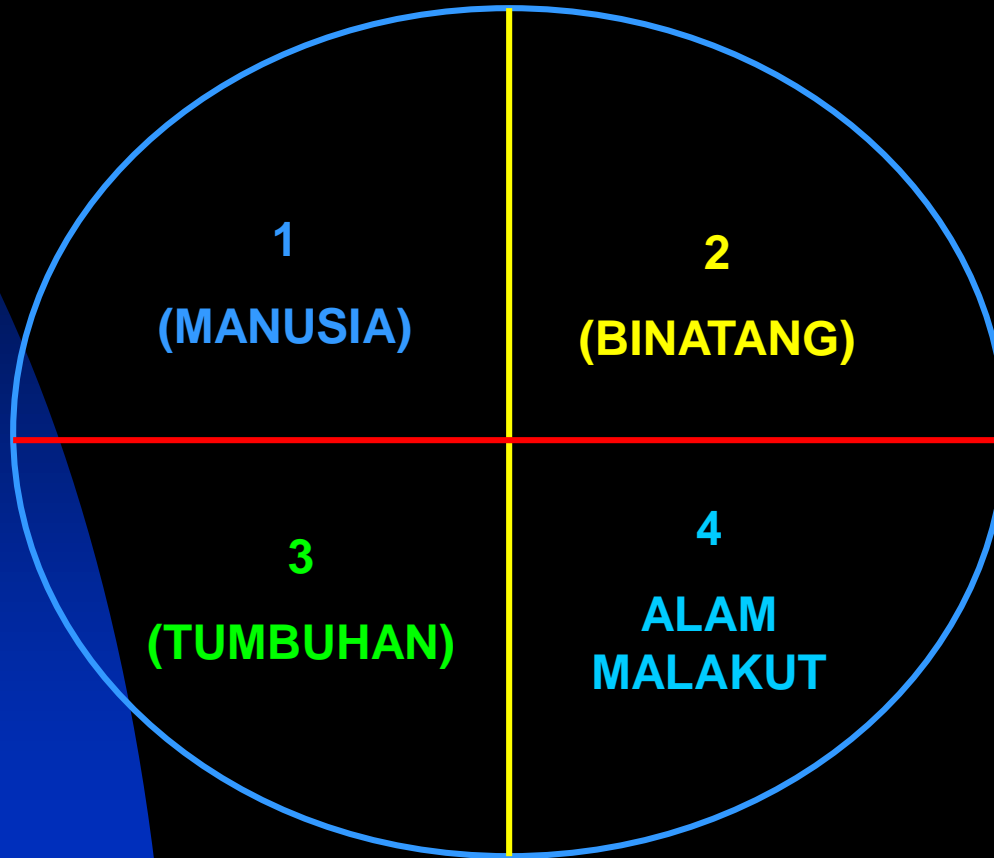 1
(MANUSIA)
2
(BINATANG)
3
(TUMBUHAN)
4
ALAM
MALAKUT